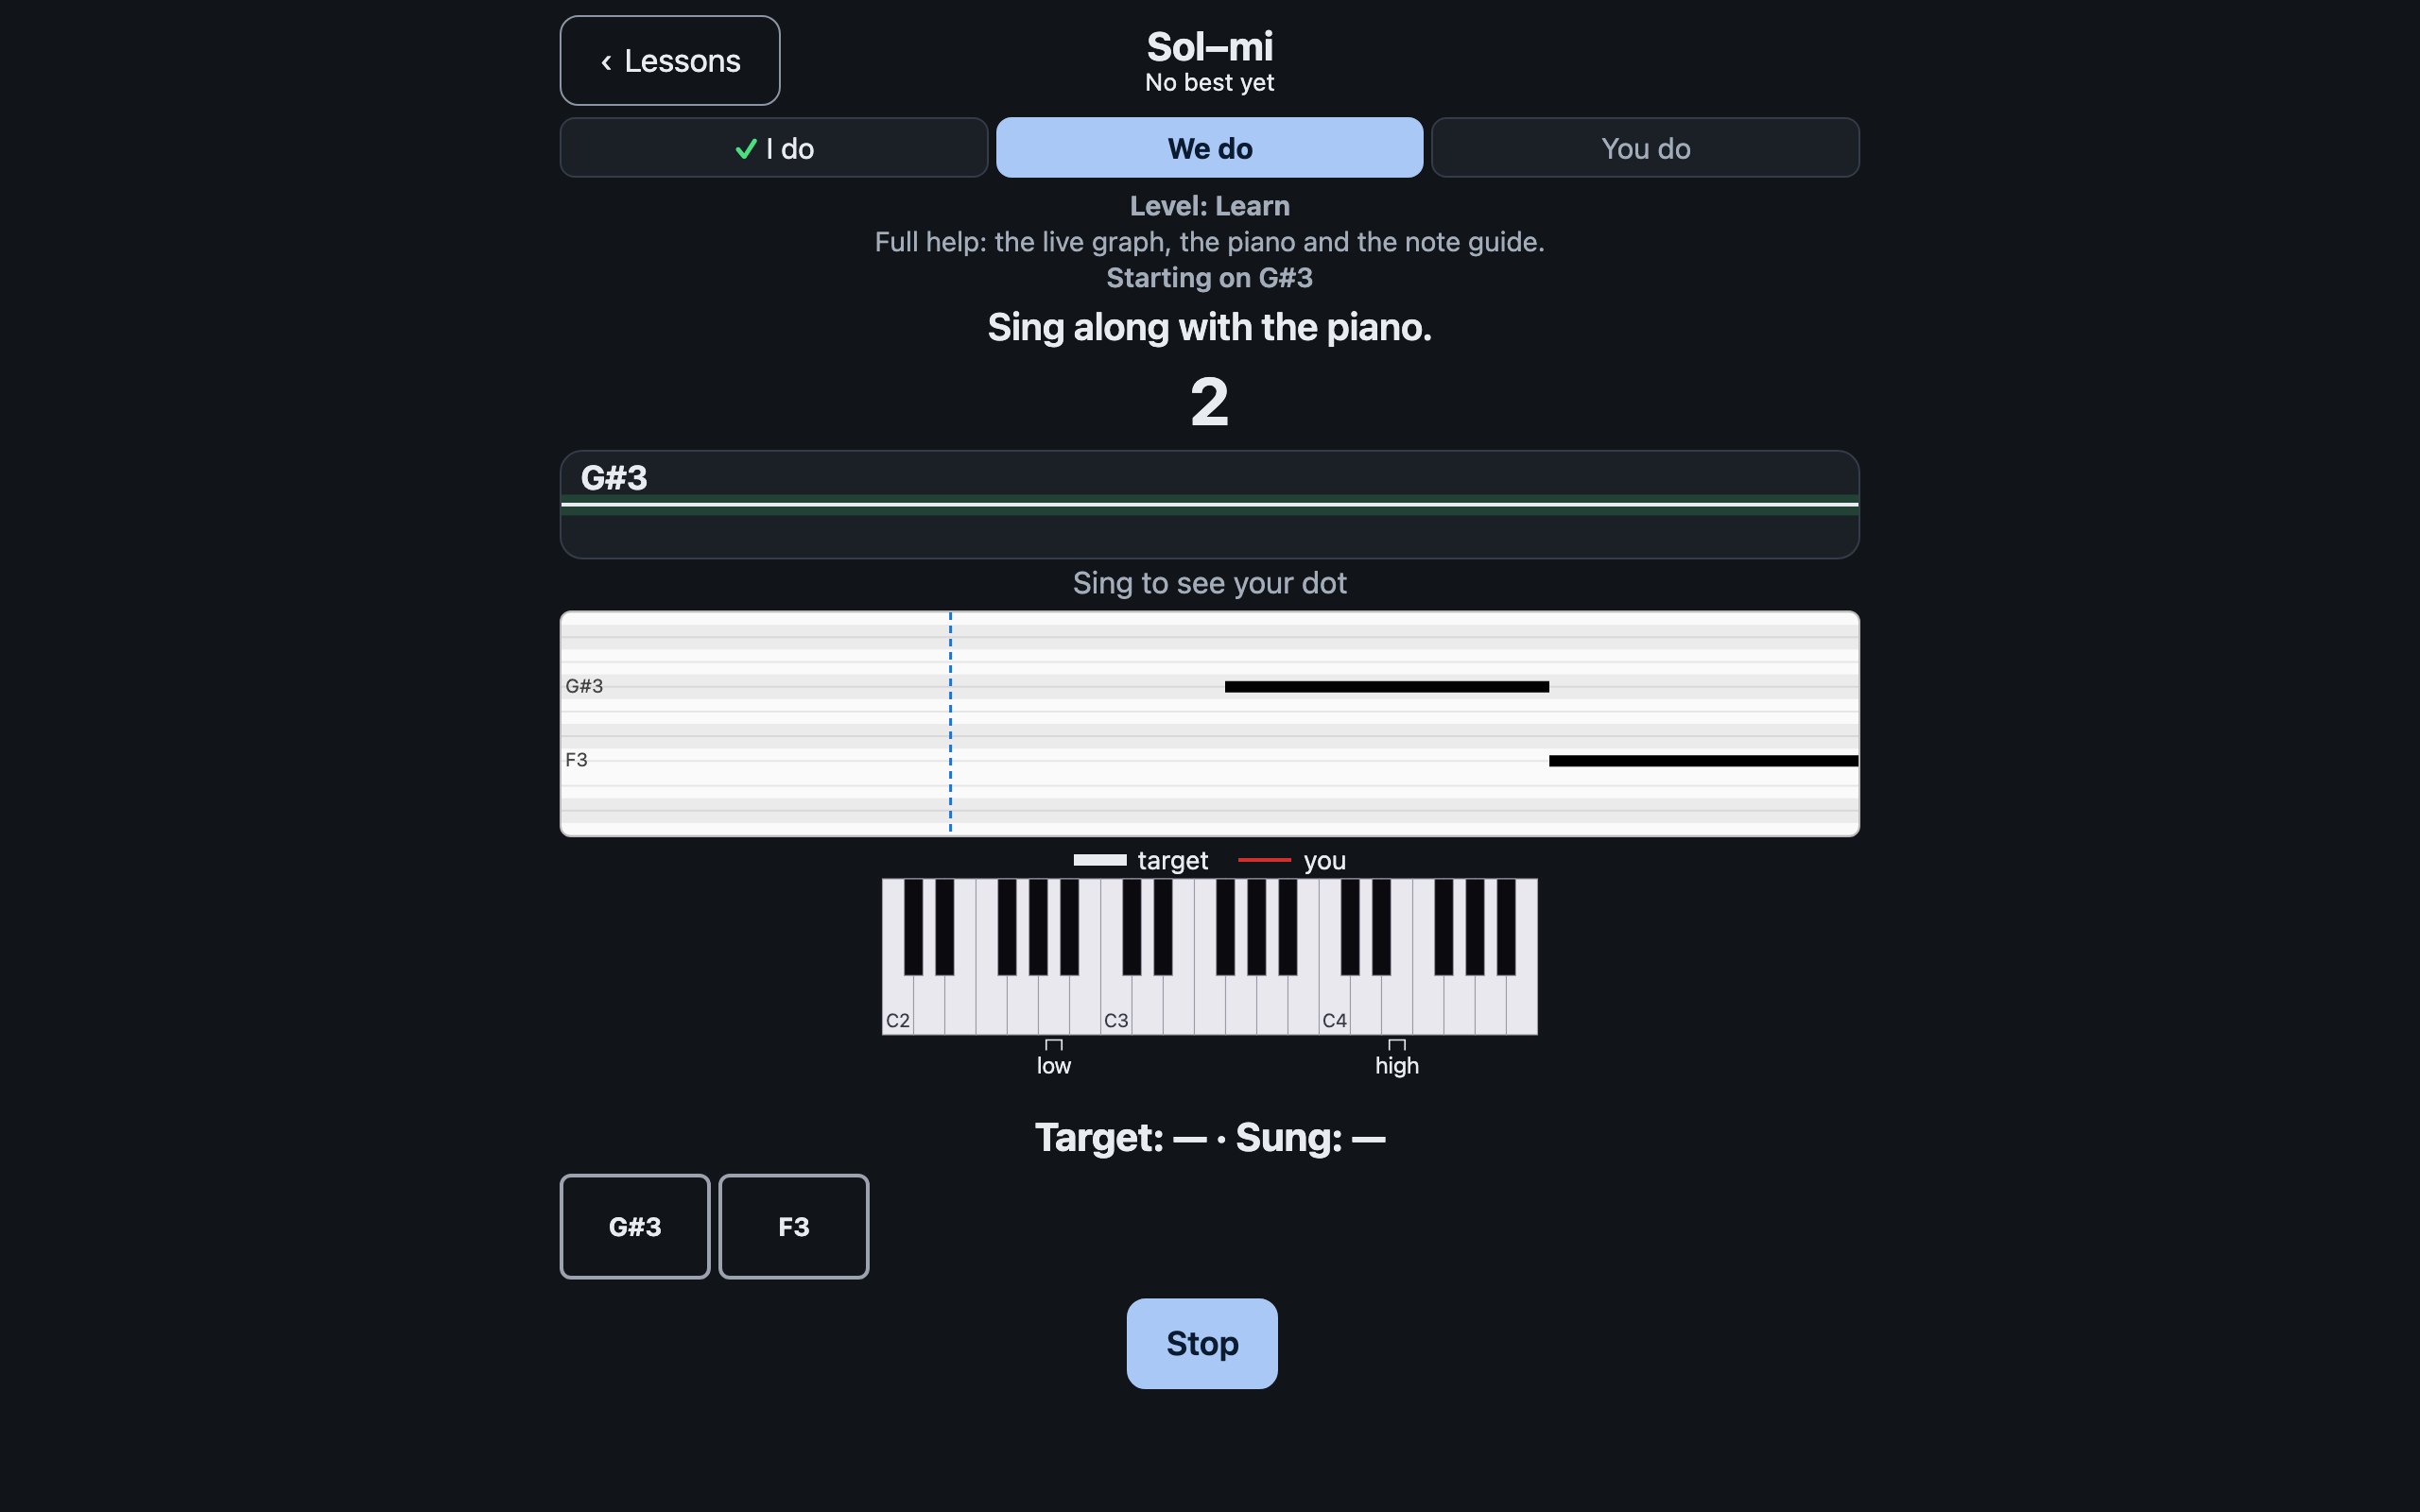 ‹ Lessons
Sol–mi
No best yet
✓ I do
We do
You do
Level: Learn
Full help: the live graph, the piano and the note guide.
Starting on G#3
Sing along with the piano.
2
G#3
Sing to see your dot
G#3
F3
target you
C2 C3 C4
low high
Target: — · Sung: —
G#3 F3
Stop